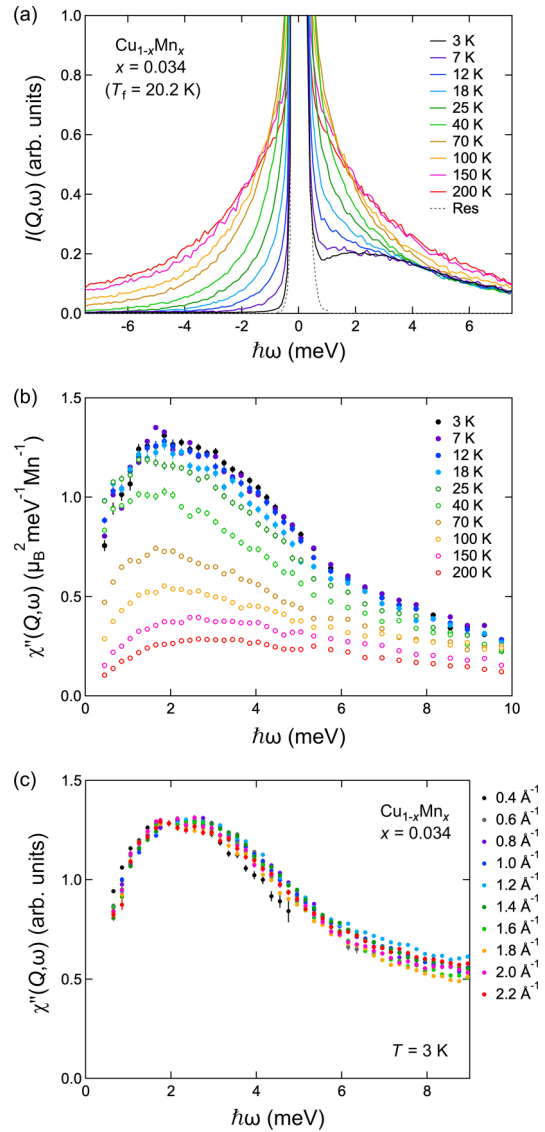 (a)
Cu1-xMnx
x = 0.034
(Tf = 20.2 K)
3 K
7 K
12 K
18 K
25 K
40 K
70 K
100 K
150 K
200 K
Res
I(Q,ω) (arb. units)
1.0
0.8
0.6
0.4
0.2
0.0
-6 -4 -2 0 2 4 6
ℏω (meV)
(b)
3 K
7 K
12 K
18 K
25 K
40 K
70 K
100 K
150 K
200 K
χ"(Q,ω) (μB² meV⁻¹Mn⁻¹)
1.5
1.0
0.5
0.0
0 2 4 6 8 10
ℏω (meV)
(c)
Cu1-xMnx
x = 0.034
0.4 Å⁻¹
0.6 Å⁻¹
0.8 Å⁻¹
1.0 Å⁻¹
1.2 Å⁻¹
1.4 Å⁻¹
1.6 Å⁻¹
1.8 Å⁻¹
2.0 Å⁻¹
2.2 Å⁻¹
T = 3 K
χ"(Q,ω) (arb. units)
1.5
1.0
0.5
0.0
0 2 4 6 8
ℏω (meV)